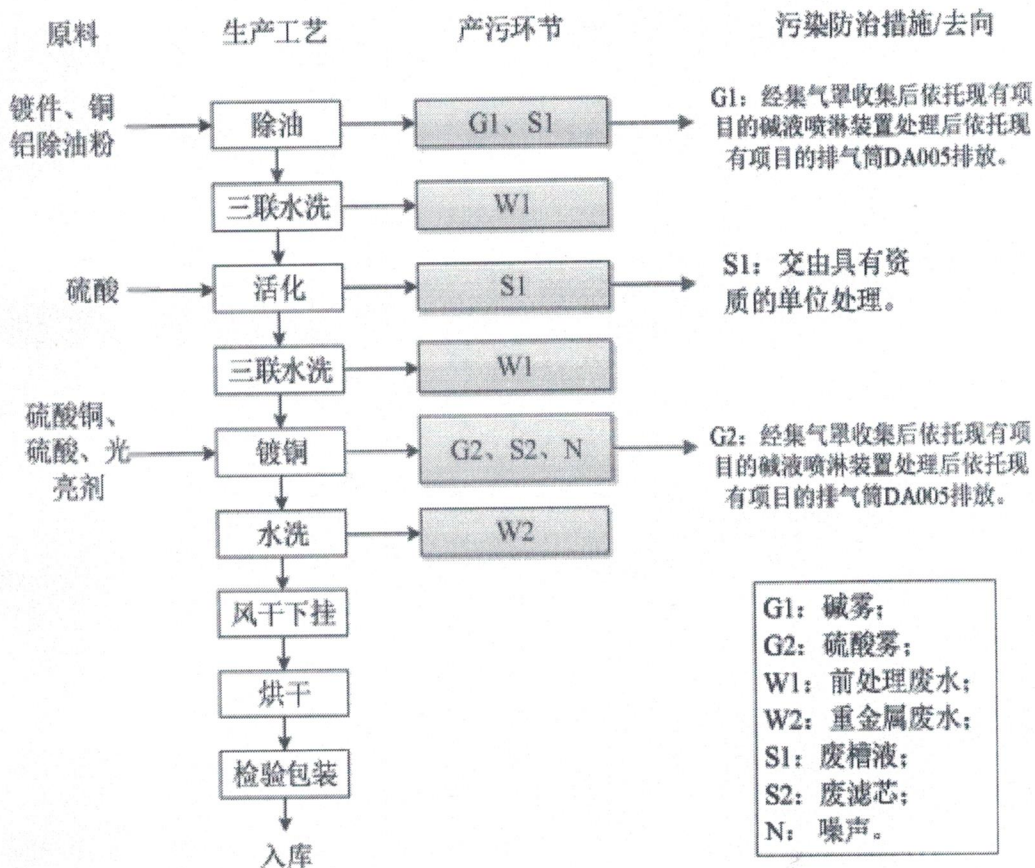 原料 生产工艺 产污环节 污染防治措施/去向
镀件、铜
铝除油粉
除油
G1、S1
G1：经集气罩收集后依托现有项
目的碱液喷淋装置处理后依托现
有项目的排气筒DA005排放。
三联水洗
W1
硫酸
活化
S1
S1：交由具有资
质的单位处理。
三联水洗
W1
硫酸铜、
硫酸、光
亮剂
镀铜
G2、S2、N
G2：经集气罩收集后依托现有项
目的碱液喷淋装置处理后依托现
有项目的排气筒DA005排放。
水洗
W2
风干下挂
烘干
检验包装
入库
G1：碱雾；
G2：硫酸雾；
W1：前处理废水；
W2：重金属废水；
S1：废槽液；
S2：废滤芯；
N：噪声。